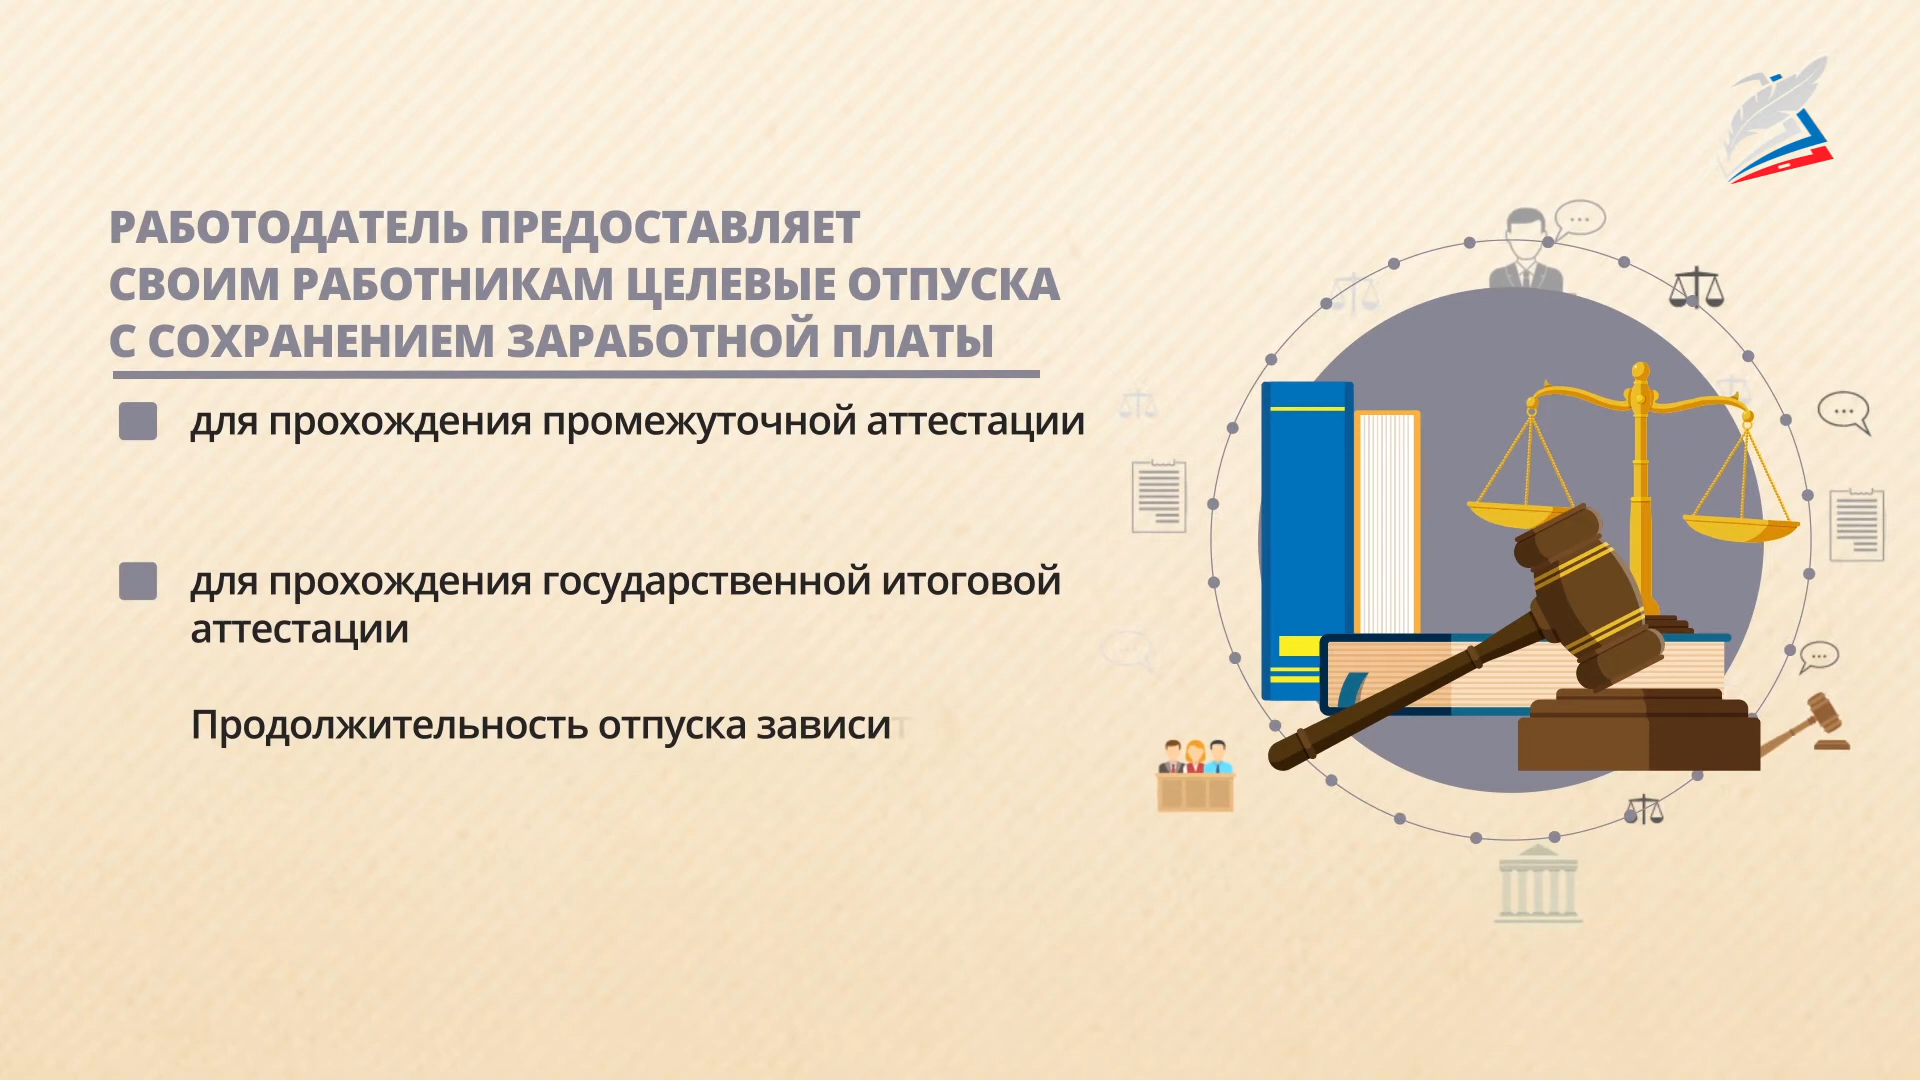 РАБОТОДАТЕЛЬ ПРЕДОСТАВЛЯЕТ
СВОИМ РАБОТНИКАМ ЦЕЛЕВЫЕ ОТПУСКА
С СОХРАНЕНИЕМ ЗАРАБОТНОЙ ПЛАТЫ
для прохождения промежуточной аттестации
для прохождения государственной итоговой
аттестации
Продолжительность отпуска зависит